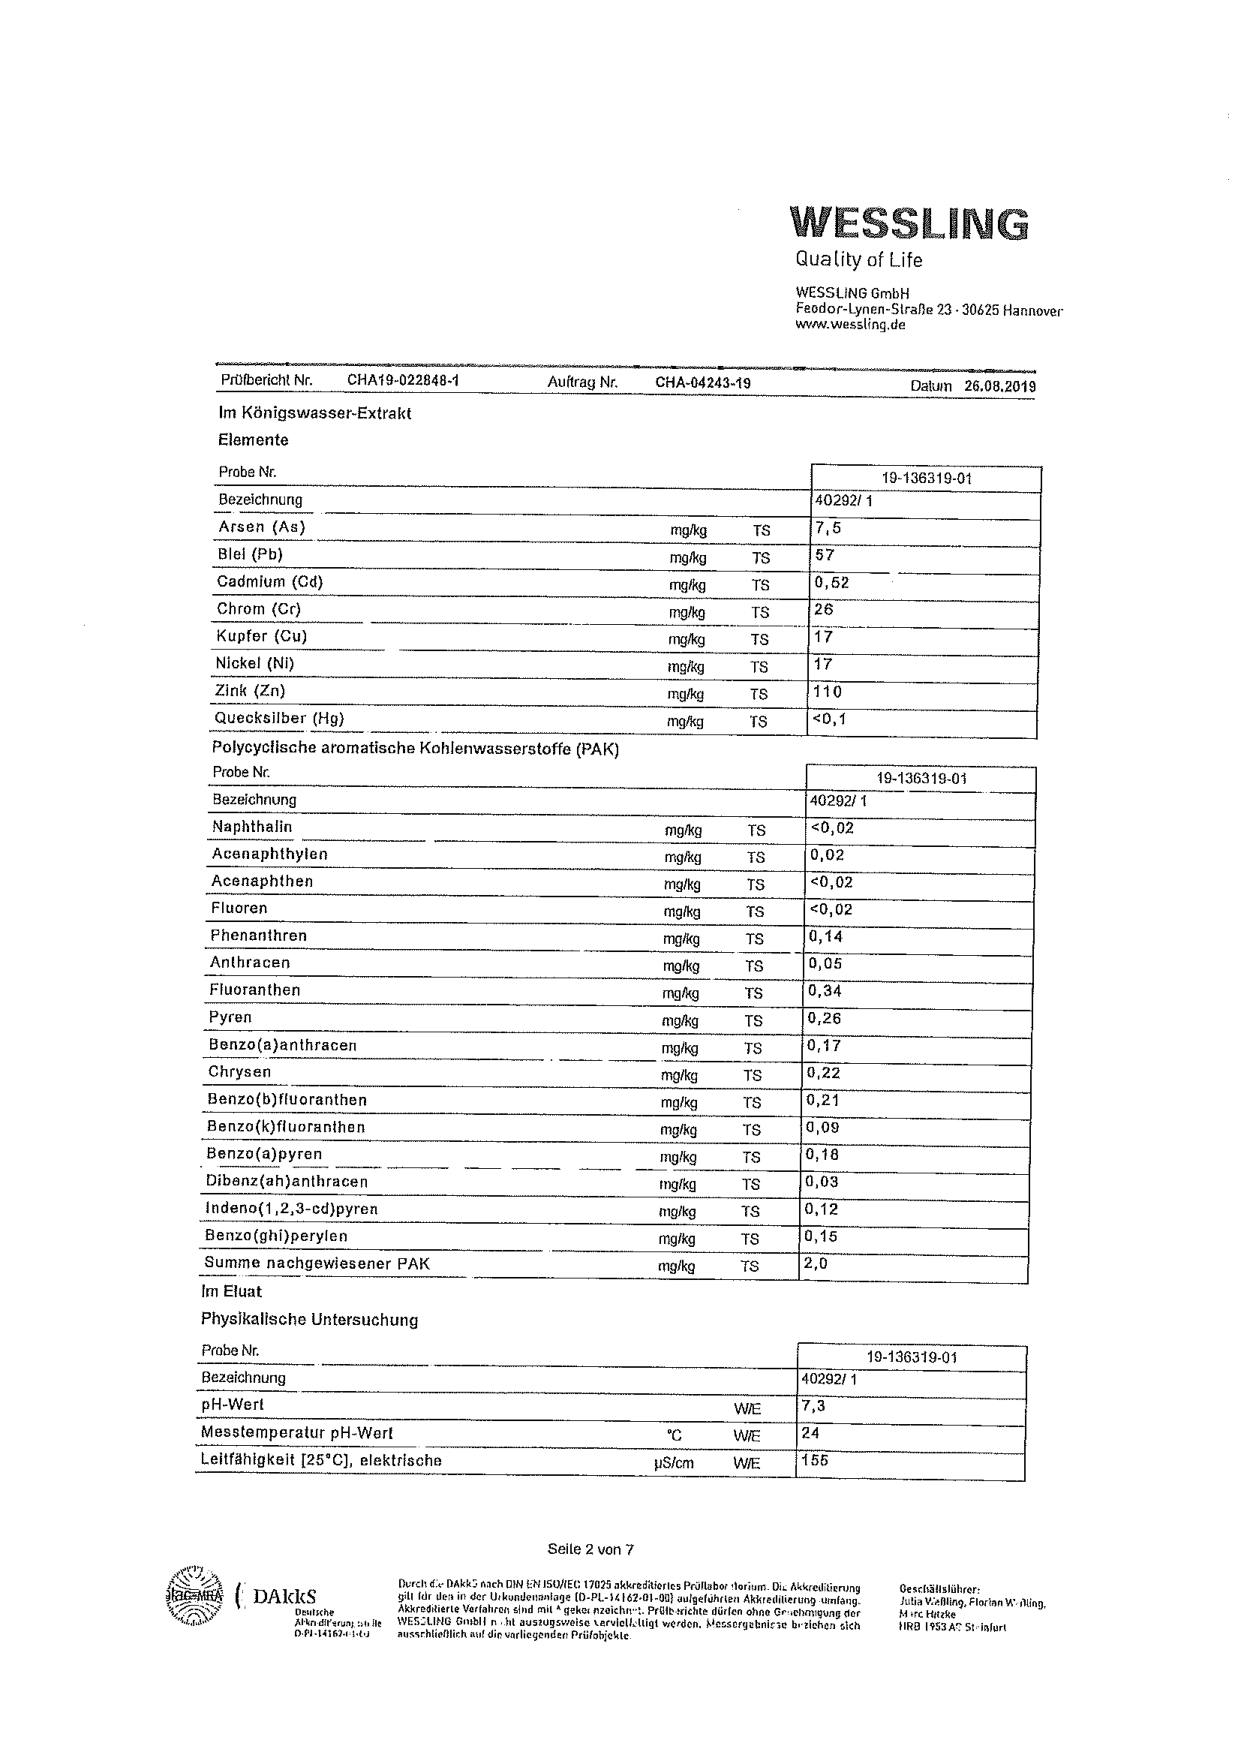 WESSLING
Quality of Life
WESSLING GmbH
Feodor-Lynen-Straße 23 · 30625 Hannover
www.wessling.de
Prüfbericht Nr. CHA19-022848-1 Auftrag Nr. CHA-04243-19 Datum 26.08.2019
Im Königswasser-Extrakt
Elemente
Probe Nr. 19-136319-01
Bezeichnung 40292/ 1
Arsen (As) mg/kg TS 7,5
Blei (Pb) mg/kg TS 57
Cadmium (Cd) mg/kg TS 0,52
Chrom (Cr) mg/kg TS 26
Kupfer (Cu) mg/kg TS 17
Nickel (Ni) mg/kg TS 17
Zink (Zn) mg/kg TS 110
Quecksilber (Hg) mg/kg TS <0,1
Polycyclische aromatische Kohlenwasserstoffe (PAK)
Probe Nr. 19-136319-01
Bezeichnung 40292/ 1
Naphthalin mg/kg TS <0,02
Acenaphthylen mg/kg TS 0,02
Acenaphthen mg/kg TS <0,02
Fluoren mg/kg TS <0,02
Phenanthren mg/kg TS 0,14
Anthracen mg/kg TS 0,05
Fluoranthen mg/kg TS 0,34
Pyren mg/kg TS 0,26
Benzo(a)anthracen mg/kg TS 0,17
Chrysen mg/kg TS 0,22
Benzo(b)fluoranthen mg/kg TS 0,21
Benzo(k)fluoranthen mg/kg TS 0,09
Benzo(a)pyren mg/kg TS 0,18
Dibenz(ah)anthracen mg/kg TS 0,03
Indeno(1,2,3-cd)pyren mg/kg TS 0,12
Benzo(ghi)perylen mg/kg TS 0,15
Summe nachgewiesener PAK mg/kg TS 2,0
Im Eluat
Physikalische Untersuchung
Probe Nr. 19-136319-01
Bezeichnung 40292/ 1
pH-Wert W/E 7,3
Messtemperatur pH-Wert °C W/E 24
Leitfähigkeit [25°C], elektrische µS/cm W/E 155
Seite 2 von 7
ilac-MRA
DAkkS
Deutsche
Akkreditierungsstelle
D-PL-14162-01-00
Durch die DAkkS nach DIN EN ISO/IEC 17025 akkreditiertes Prüflaboratorium. Die Akkreditierung
gilt für den in der Urkundenanlage (D-PL-14162-01-00) aufgeführten Akkreditierungsumfang.
Akkreditierte Verfahren sind mit * gekennzeichnet. Prüfberichte dürfen ohne Genehmigung der
WESSLING GmbH nicht auszugsweise vervielfältigt werden. Messergebnisse beziehen sich
ausschließlich auf die vorliegenden Prüfobjekte.
Geschäftsführer:
Julia Weßling, Florian Weßling,
Marc Hitzke
HRB 1953 AG Steinfurt